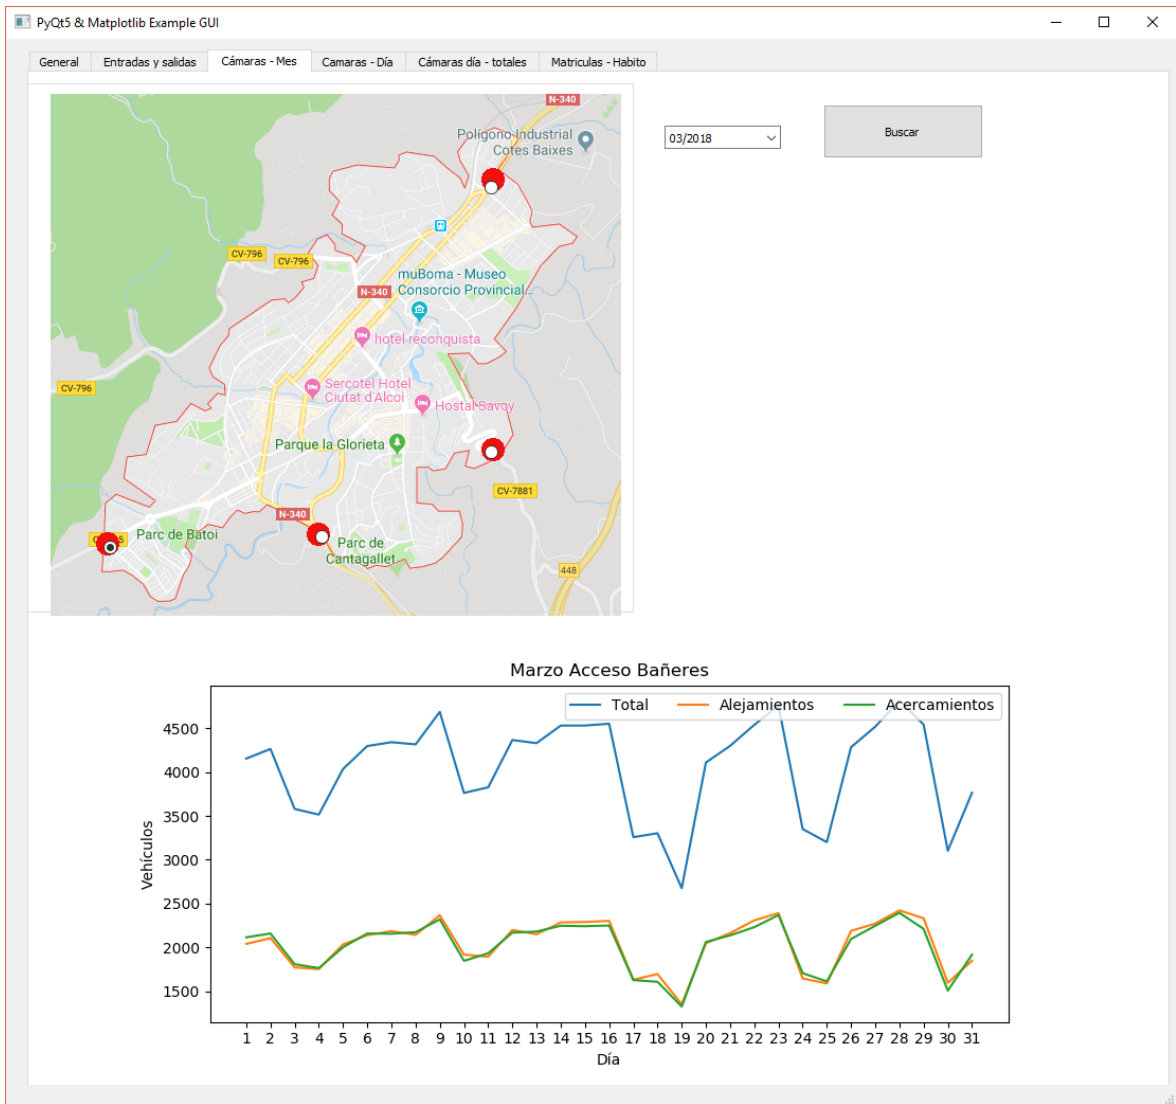 PyQt5 & Matplotlib Example GUI
General
Entradas y salidas
Cámaras - Mes
Camaras - Día
Cámaras día - totales
Matriculas - Habito
03/2018
Buscar
N-340
Polígono Industrial
Cotes Baixes
CV-796
CV-796
muBoma - Museo
Consorcio Provincial...
N-340
hotel reconquista
CV-796
Sercotel Hotel
Ciutat d'Alcoi
Hostal Savoy
Parque la Glorieta
CV-7881
N-340
Parc de Batoi
Parc de
Cantagallet
448
Marzo Acceso Bañeres
Total
Alejamientos
Acercamientos
4500
4000
3500
3000
2500
2000
1500
Vehículos
1 2 3 4 5 6 7 8 9 10 11 12 13 14 15 16 17 18 19 20 21 22 23 24 25 26 27 28 29 30 31
Día